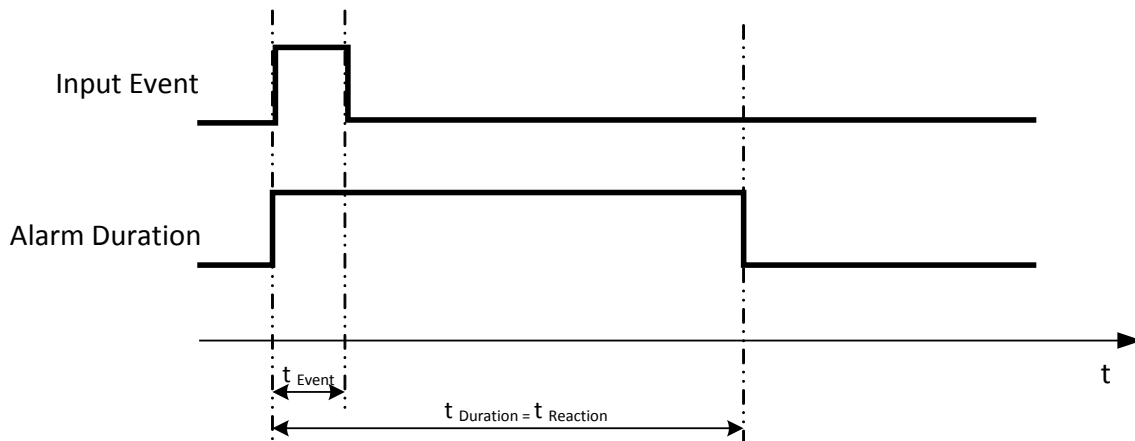 Input Event
Alarm Duration
t
t Event
t Duration = t Reaction